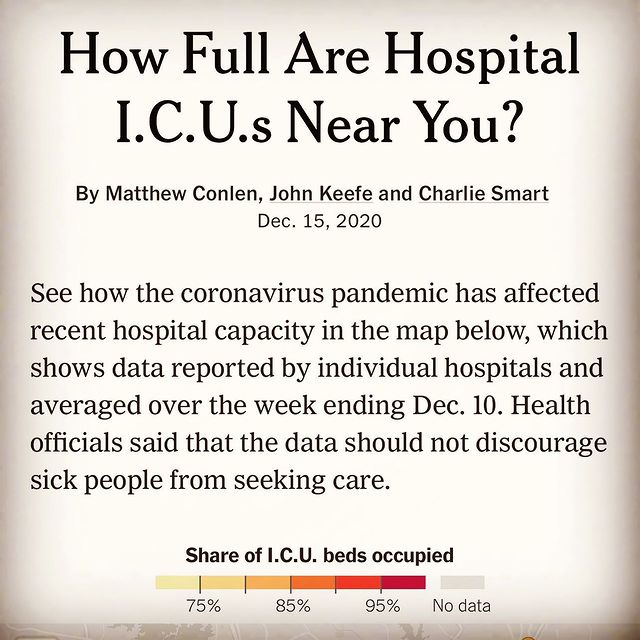 How Full Are Hospital
I.C.U.s Near You?
By Matthew Conlen, John Keefe and Charlie Smart
Dec. 15, 2020
See how the coronavirus pandemic has affected
recent hospital capacity in the map below, which
shows data reported by individual hospitals and
averaged over the week ending Dec. 10. Health
officials said that the data should not discourage
sick people from seeking care.
Share of I.C.U. beds occupied
75% 85% 95% No data